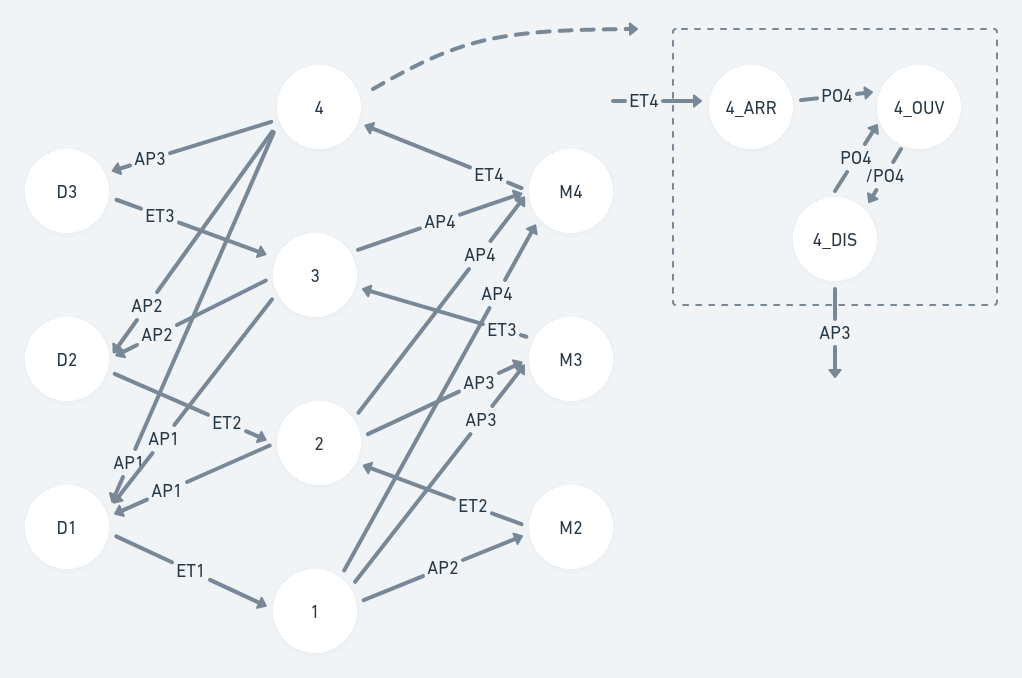 4
ET4
4_ARR
PO4
4_OUV
AP3
D3
ET4
M4
PO4
/PO4
ET3
AP4
4_DIS
3
AP4
AP4
AP2
AP2
ET3
AP3
D2
M3
AP3
ET2
AP3
AP1
2
AP1
AP1
ET2
D1
M2
ET1
AP2
1